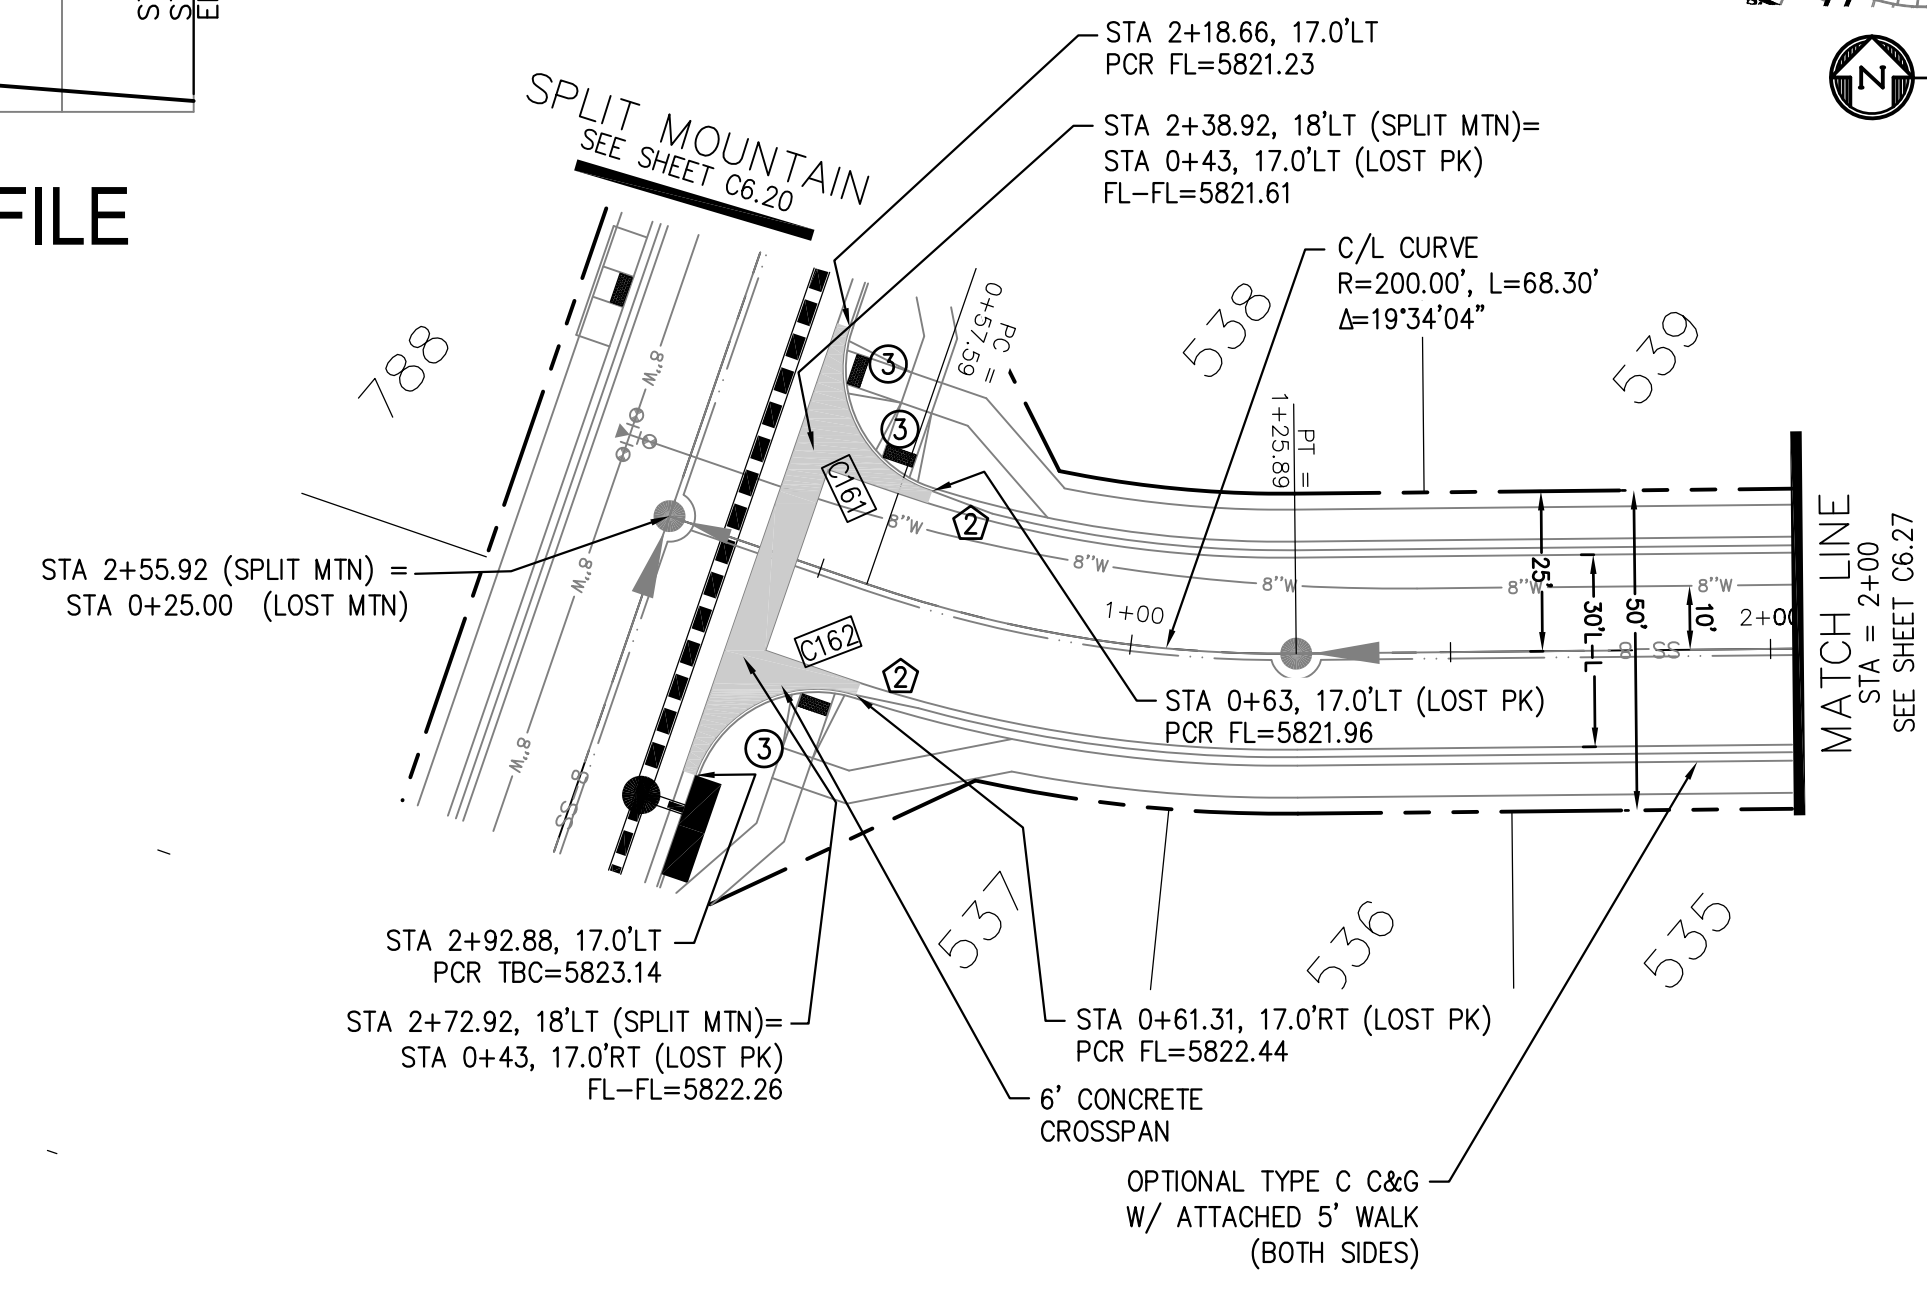 FILE
N
STA 2+18.66, 17.0'LT
PCR FL=5821.23
SPLIT MOUNTAIN
SEE SHEET C6.20
STA 2+38.92, 18'LT (SPLIT MTN)=
STA 0+43, 17.0'LT (LOST PK)
FL-FL=5821.61
C/L CURVE
R=200.00', L=68.30'
Δ=19°34'04"
PC =
0+57.59
PT =
1+25.89
788
538
539
8"W
3
3
C161
2
8"W
8"W
8"W
8"W
8"W
8"W
8"W
STA 2+55.92 (SPLIT MTN) =
STA 0+25.00 (LOST MTN)
1+00
25'
30'L-L
50'
10'
2+00
8 SS
MATCH LINE
STA = 2+00
SEE SHEET C6.27
C162
2
3
8 SS
STA 0+63, 17.0'LT (LOST PK)
PCR FL=5821.96
537
536
535
STA 2+92.88, 17.0'LT
PCR TBC=5823.14
STA 2+72.92, 18'LT (SPLIT MTN)=
STA 0+43, 17.0'RT (LOST PK)
FL-FL=5822.26
STA 0+61.31, 17.0'RT (LOST PK)
PCR FL=5822.44
6' CONCRETE
CROSSPAN
OPTIONAL TYPE C C&G
W/ ATTACHED 5' WALK
(BOTH SIDES)